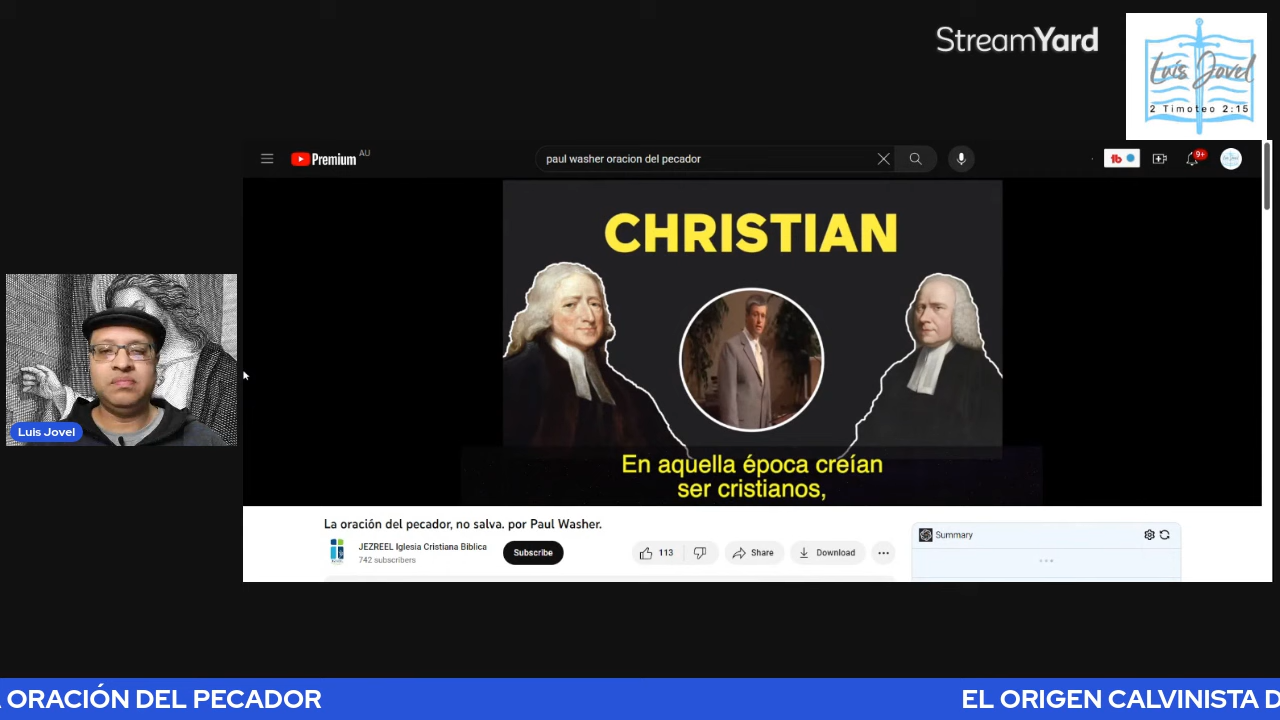 StreamYard
Luis Jovel
2 Timoteo 2:15
Premium AU
paul washer oracion del pecador
9+
CHRISTIAN
En aquella época creían
ser cristianos,
Luis Jovel
La oración del pecador, no salva. por Paul Washer.
JEZREEL Iglesia Cristiana Biblica
742 subscribers
Subscribe
113
Share
Download
Summary
A ORACIÓN DEL PECADOR
EL ORIGEN CALVINISTA D